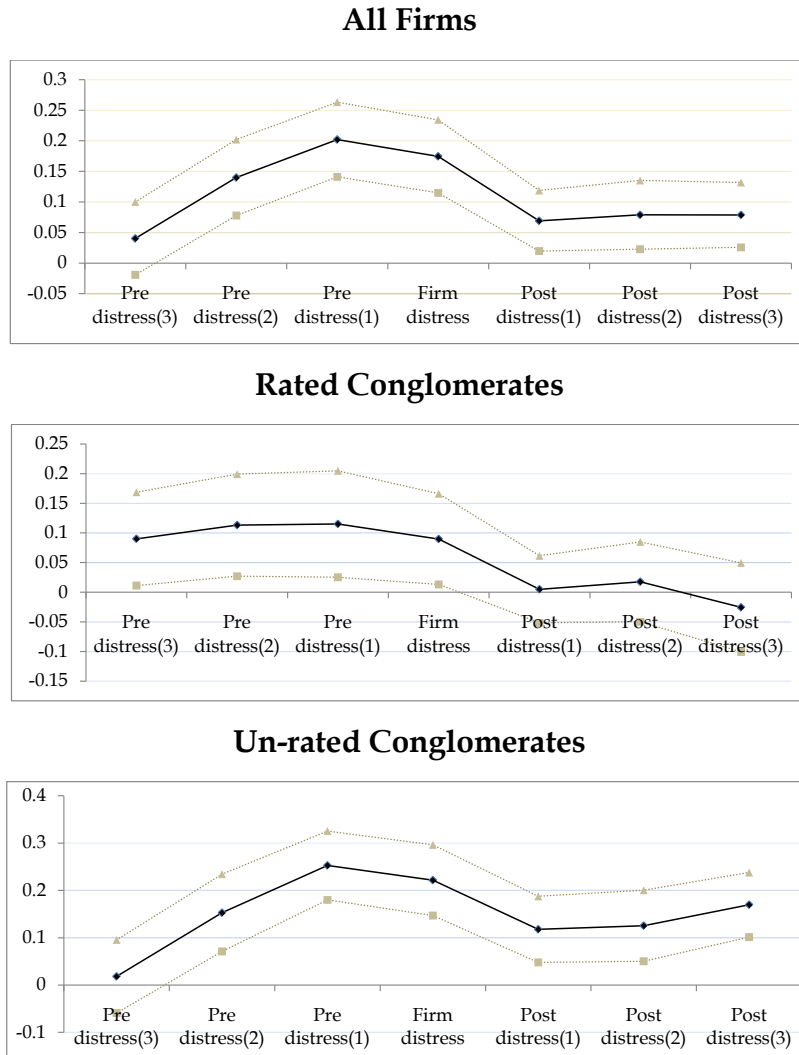 All Firms
0.3
0.25
0.2
0.15
0.1
0.05
0
-0.05
Pre distress(3)
Pre distress(2)
Pre distress(1)
Firm distress
Post distress(1)
Post distress(2)
Post distress(3)
Rated Conglomerates
0.25
0.2
0.15
0.1
0.05
0
-0.05
-0.1
-0.15
Pre distress(3)
Pre distress(2)
Pre distress(1)
Firm distress
Post distress(1)
Post distress(2)
Post distress(3)
Un-rated Conglomerates
0.4
0.3
0.2
0.1
0
-0.1
Pre distress(3)
Pre distress(2)
Pre distress(1)
Firm distress
Post distress(1)
Post distress(2)
Post distress(3)